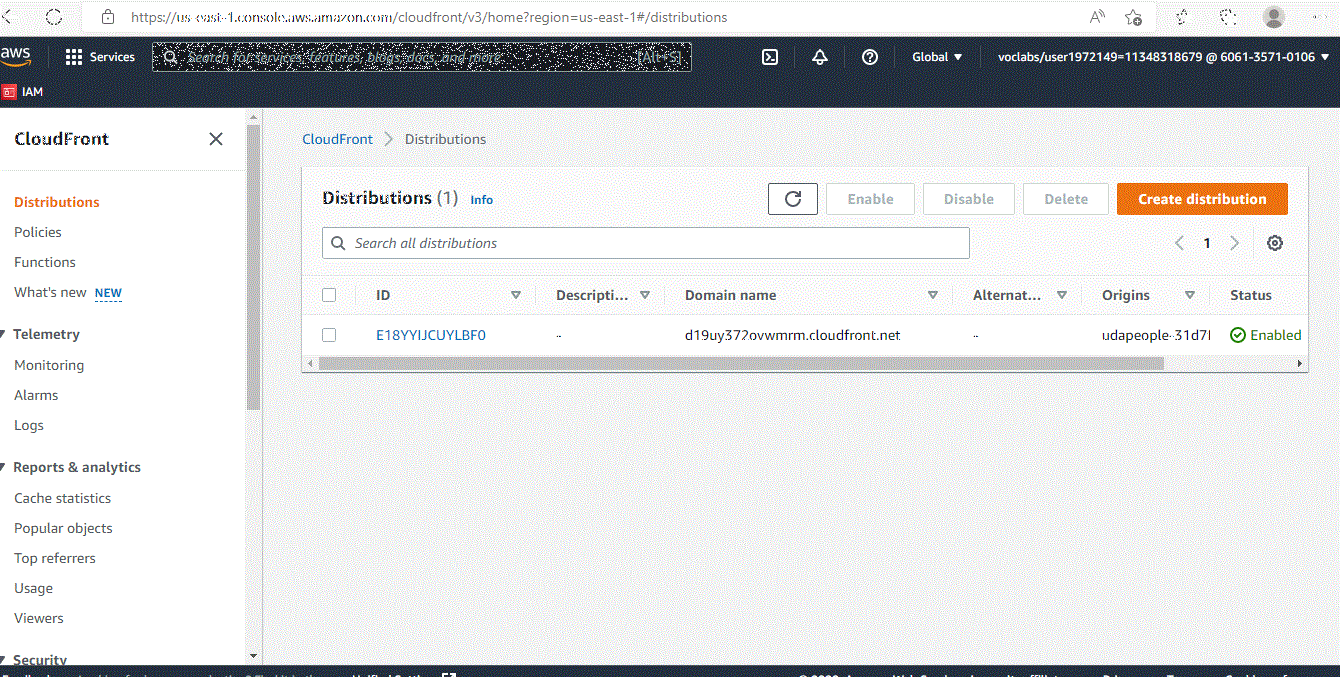 https://us-east-1.console.aws.amazon.com/cloudfront/v3/home?region=us-east-1#/distributions
aws Services Search for services, features, blogs, docs, and more [Alt+S] Global voclabs/user1972149=11348318679 @ 6061-3571-0106
IAM
CloudFront
Distributions
Policies
Functions
What's new NEW
Telemetry
Monitoring
Alarms
Logs
Reports & analytics
Cache statistics
Popular objects
Top referrers
Usage
Viewers
Security
CloudFront > Distributions
Distributions (1) Info
Enable Disable Delete Create distribution
Search all distributions
1
ID Descripti... Domain name Alternat... Origins Status
E18YYIJCUYLBF0 - d19uy372ovwmrm.cloudfront.net - Enabled